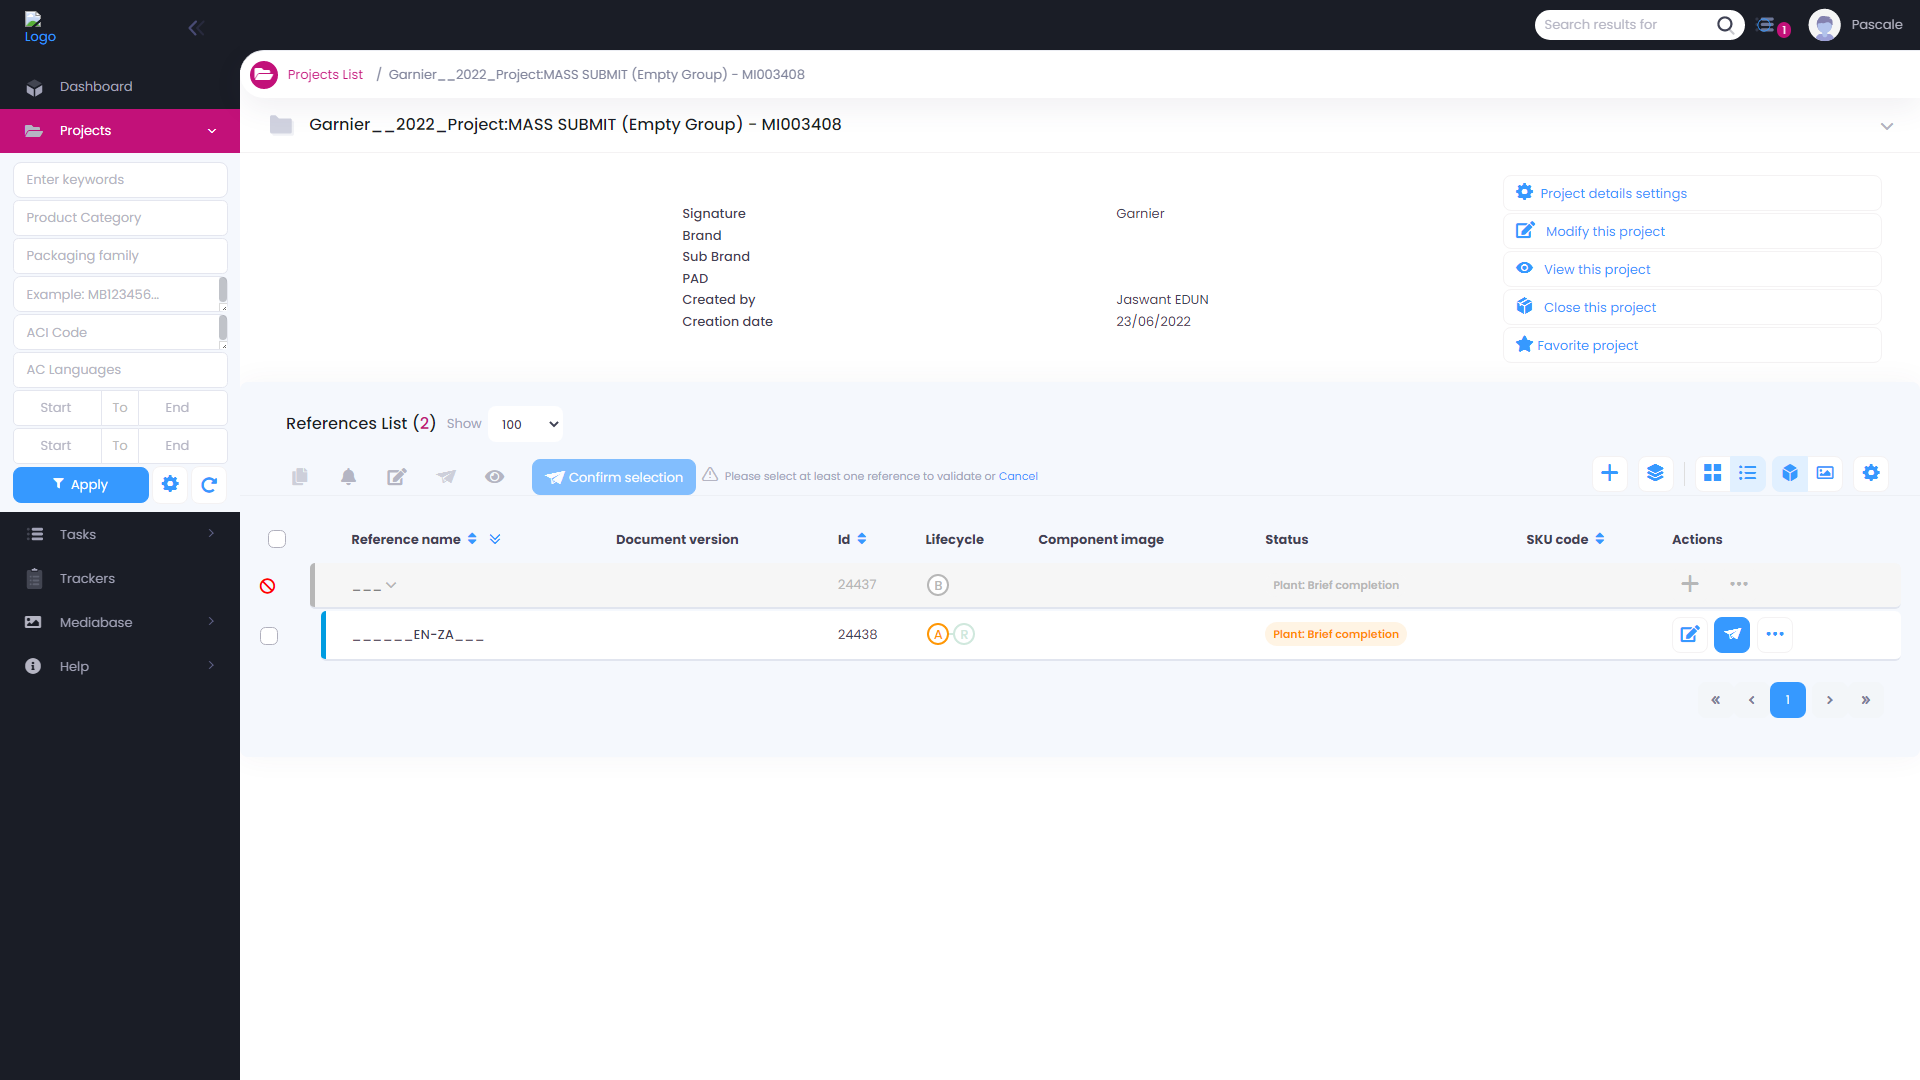 Logo
Search results for
1
Pascale
Dashboard
Projects
Enter keywords
Product Category
Packaging family
Example: MB123456...
ACI Code
AC Languages
Start To End
Start To End
Apply
Tasks
Trackers
Mediabase
Help
Projects List / Garnier__2022_Project:MASS SUBMIT (Empty Group) - MI003408
Garnier__2022_Project:MASS SUBMIT (Empty Group) - MI003408
Signature Garnier
Brand
Sub Brand
PAD
Created by Jaswant EDUN
Creation date 23/06/2022
Project details settings
Modify this project
View this project
Close this project
Favorite project
References List (2) Show 100
Confirm selection Please select at least one reference to validate or Cancel
Reference name Document version Id Lifecycle Component image Status SKU code Actions
___ 24437 B Plant: Brief completion
______EN-ZA___ 24438 A R Plant: Brief completion
« ‹ 1 › »